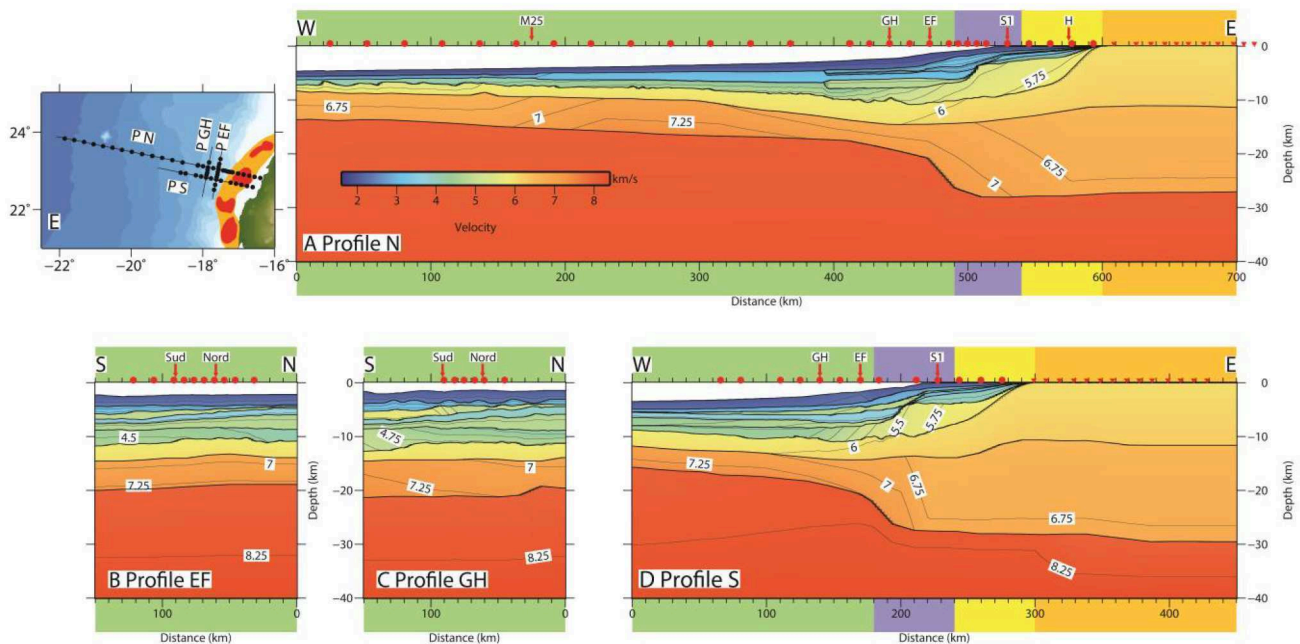 W M25 GH EF S1 H E
0
5.75
6
6.75 7 7.25
6.75
7
−10
−20
−30
−40
Depth (km)
km/s
2 3 4 5 6 7 8
Velocity
A Profile N
0 100 200 300 400 500 600 700
Distance (km)
24˚
22˚
P N
P GH
P EF
P S
E
−22˚ −20˚ −18˚ −16˚
S Sud Nord N
4.5
7
7.25
8.25
B Profile EF
100 0
Distance (km)
Depth (km)
S Sud Nord N
0
−10
−20
−30
−40
4.75
7
7.25
8.25
C Profile GH
100 0
Distance (km)
W GH EF S1 E
5.5 5.75
6
7.25
7 6.75
6.75
8.25
D Profile S
0
−10
−20
−30
−40
Depth (km)
0 100 200 300 400
Distance (km)